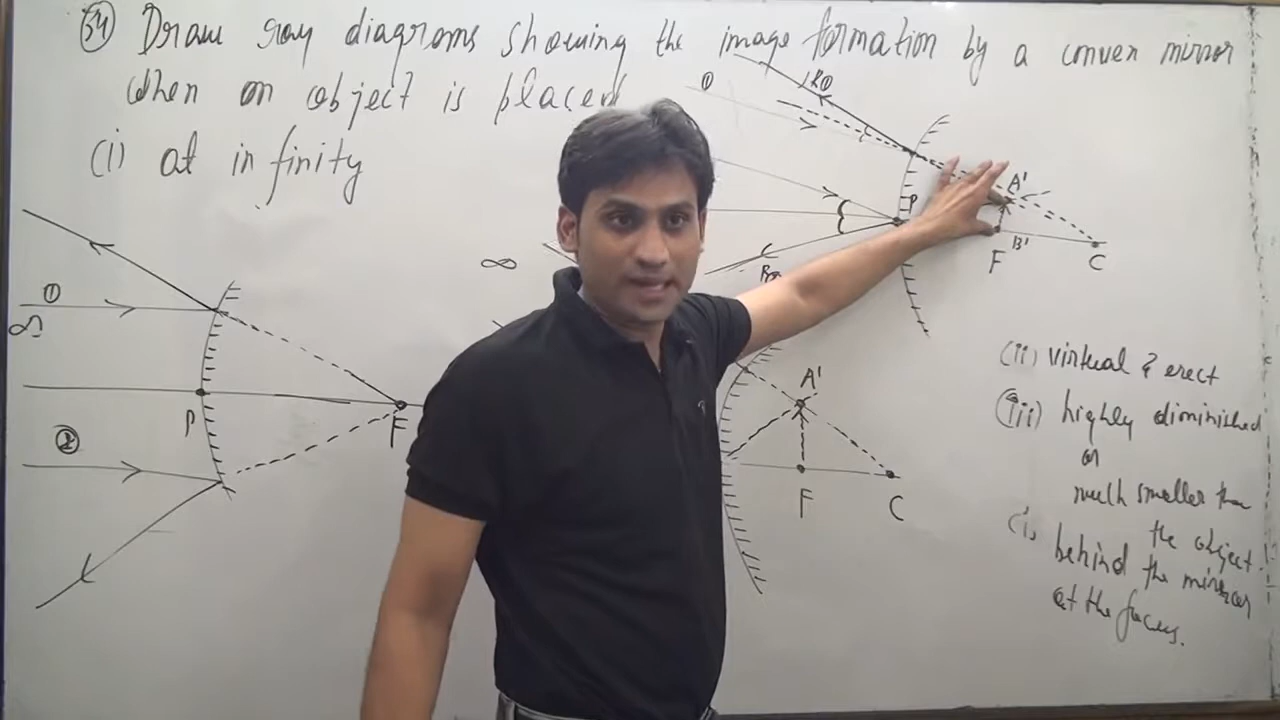 34 Draw ray diagrams showing the image formation by a convex mirror
when an object is placed
(i) at infinity
1
∞
P
2
F
1
R
P
A'
B'
F
C
∞
A'
F
C
(ii) virtual & erect
(iii) highly diminished
or
much smaller than
the object.
(i) behind the mirror
at the focus.